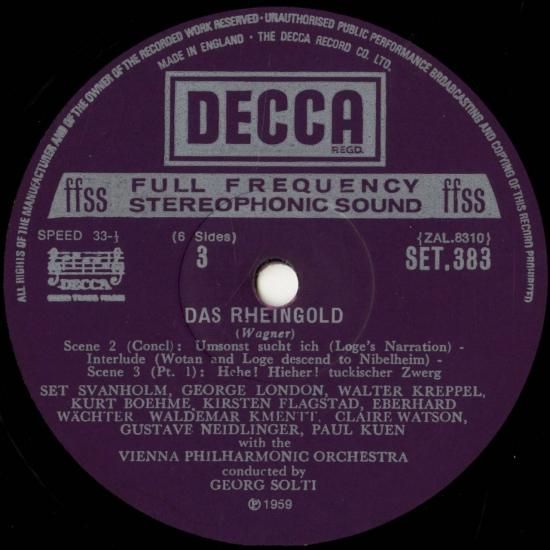 ALL RIGHTS OF THE MANUFACTURER AND OF THE OWNER OF THE RECORDED WORK RESERVED · UNAUTHORISED PUBLIC PERFORMANCE BROADCASTING AND COPYING OF THIS RECORD PROHIBITED
MADE IN ENGLAND · THE DECCA RECORD CO. LTD.
DECCA
REGD.
ffss FULL FREQUENCY ffss
STEREOPHONIC SOUND
SPEED 33-⅓ (6 Sides) {ZAL.8310}
3 SET.383
DECCA
DAS RHEINGOLD
(Wagner)
Scene 2 (Concl): Umsonst sucht ich (Loge's Narration) -
Interlude (Wotan and Loge descend to Nibelheim) -
Scene 3 (Pt. 1): Hehe! Hieher! tuckischer Zwerg
SET SVANHOLM, GEORGE LONDON, WALTER KREPPEL,
KURT BOEHME, KIRSTEN FLAGSTAD, EBERHARD
WÄCHTER WALDEMAR KMENTT, CLAIRE WATSON,
GUSTAVE NEIDLINGER, PAUL KUEN
with the
VIENNA PHILHARMONIC ORCHESTRA
conducted by
GEORG SOLTI
℗1959